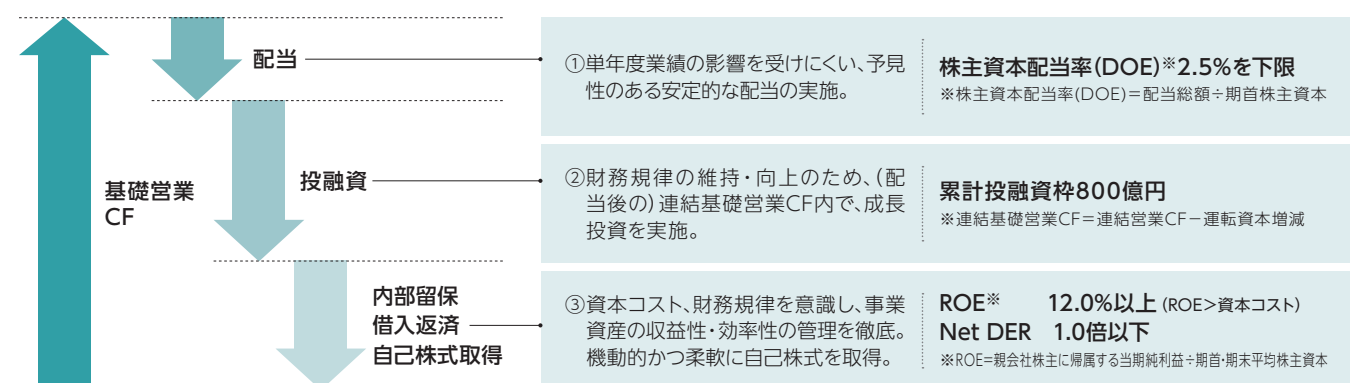 基礎営業
CF
配当
①単年度業績の影響を受けにくい、予見
性のある安定的な配当の実施。
株主資本配当率(DOE)※2.5%を下限
※株主資本配当率(DOE)=配当総額÷期首株主資本
投融資
②財務規律の維持・向上のため、(配
当後の)連結基礎営業CF内で、成長
投資を実施。
累計投融資枠800億円
※連結基礎営業CF=連結営業CF-運転資本増減
内部留保
借入返済
自己株式取得
③資本コスト、財務規律を意識し、事業
資産の収益性・効率性の管理を徹底。
機動的かつ柔軟に自己株式を取得。
ROE※ 12.0%以上 (ROE>資本コスト)
Net DER 1.0倍以下
※ROE=親会社株主に帰属する当期純利益÷期首・期末平均株主資本